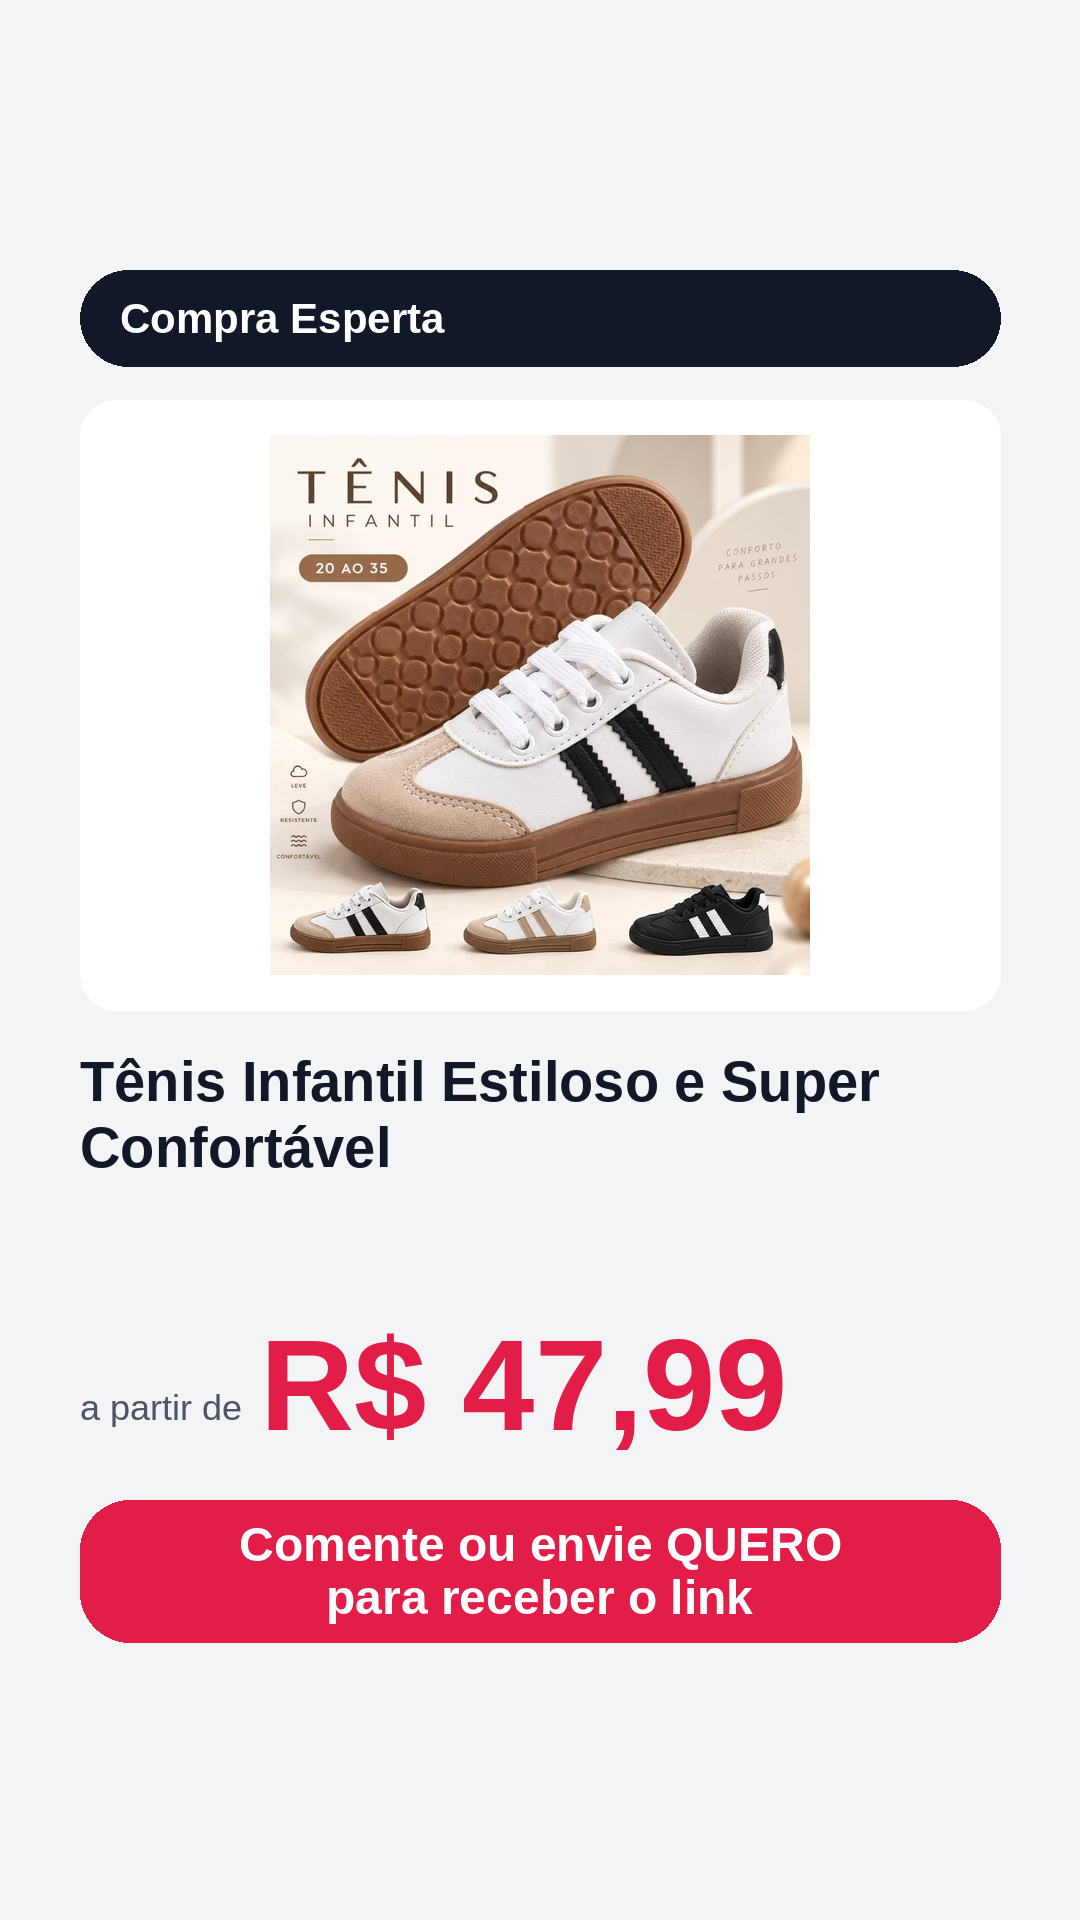 Compra Esperta
TÊNIS
INFANTIL
20 AO 35
CONFORTO
PARA GRANDES
PASSOS
LEVE
RESISTENTE
CONFORTÁVEL
Tênis Infantil Estiloso e Super
Confortável
a partir de R$ 47,99
Comente ou envie QUERO
para receber o link